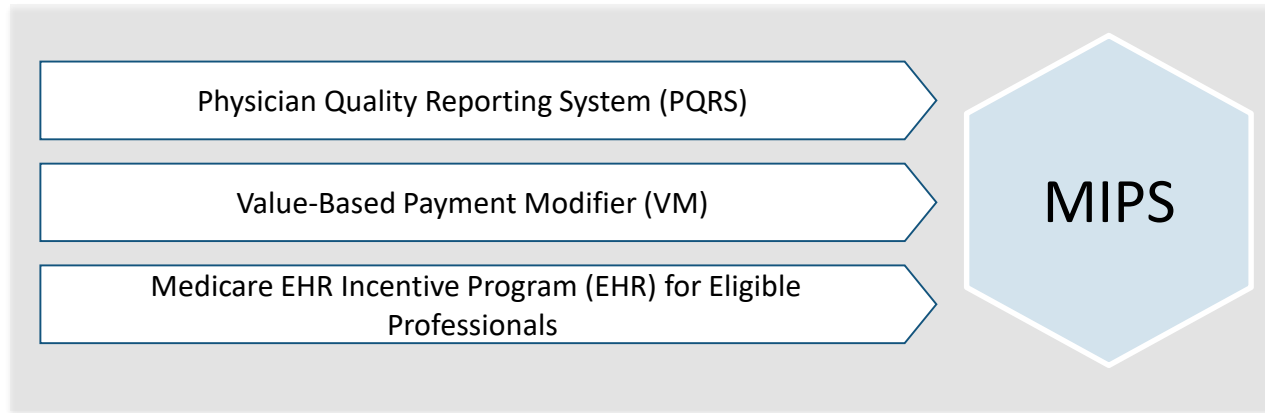 Physician Quality Reporting System (PQRS)
Value-Based Payment Modifier (VM)
Medicare EHR Incentive Program (EHR) for Eligible
Professionals
MIPS